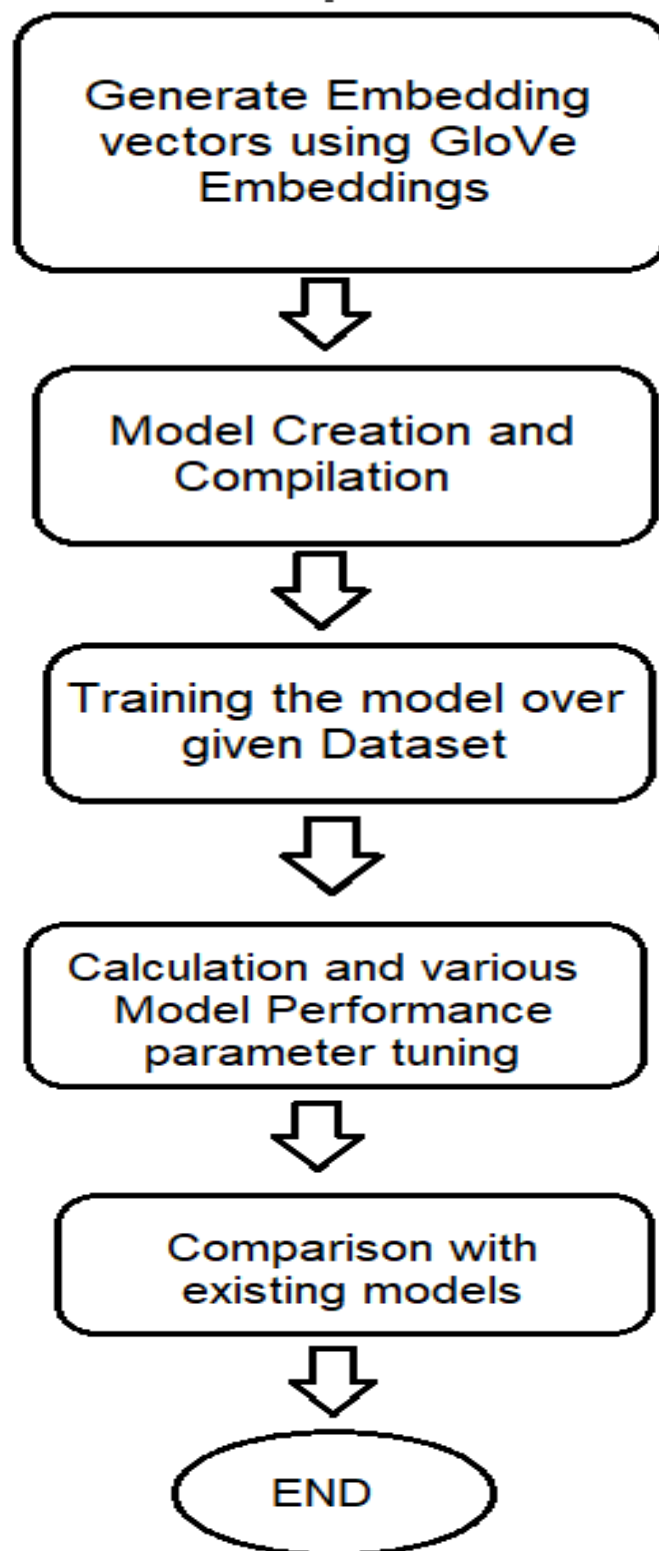 Generate Embedding
vectors using GloVe
Embeddings
Model Creation and
Compilation
Training the model over
given Dataset
Calculation and various
Model Performance
parameter tuning
Comparison with
existing models
END